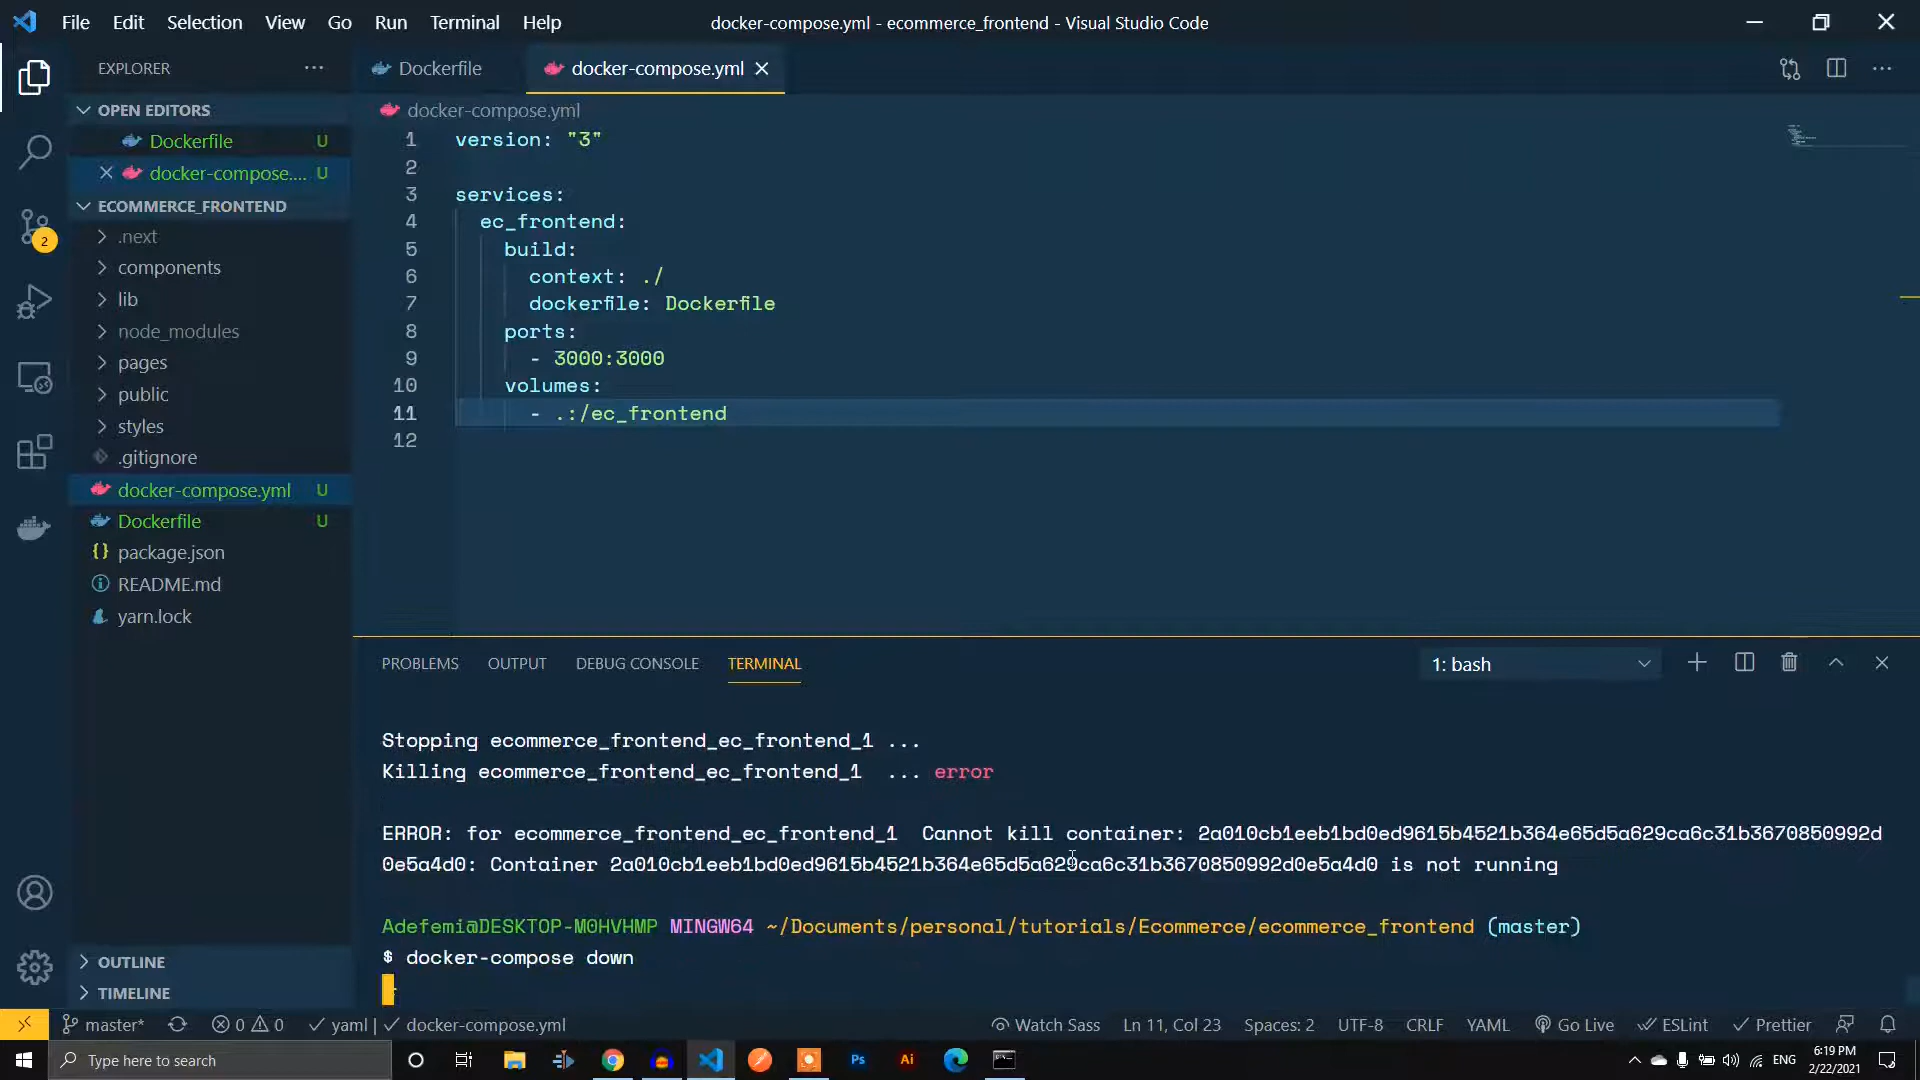 File Edit Selection View Go Run Terminal Help
docker-compose.yml - ecommerce_frontend - Visual Studio Code
EXPLORER
OPEN EDITORS
Dockerfile U
docker-compose.... U
ECOMMERCE_FRONTEND
.next
components
lib
node_modules
pages
public
styles
.gitignore
docker-compose.yml U
Dockerfile U
package.json
README.md
yarn.lock
OUTLINE
TIMELINE
2
Dockerfile
docker-compose.yml
docker-compose.yml
1 version: "3"
2
3 services:
4 ec_frontend:
5 build:
6 context: ./
7 dockerfile: Dockerfile
8 ports:
9 - 3000:3000
10 volumes:
11 - .:/ec_frontend
12
PROBLEMS OUTPUT DEBUG CONSOLE TERMINAL
1: bash
Stopping ecommerce_frontend_ec_frontend_1 ...
Killing ecommerce_frontend_ec_frontend_1 ... error
ERROR: for ecommerce_frontend_ec_frontend_1 Cannot kill container: 2a010cb1eeb1bd0ed9615b4521b364e65d5a629ca6c31b3670850992d
0e5a4d0: Container 2a010cb1eeb1bd0ed9615b4521b364e65d5a629ca6c31b3670850992d0e5a4d0 is not running
Adefemi@DESKTOP-M0HVHMP MINGW64 ~/Documents/personal/tutorials/Ecommerce/ecommerce_frontend (master)
$ docker-compose down
master* 0 0 yaml | docker-compose.yml
Watch Sass Ln 11, Col 23 Spaces: 2 UTF-8 CRLF YAML Go Live ESLint Prettier
Type here to search
Ps Ai
ENG
6:19 PM
2/22/2021